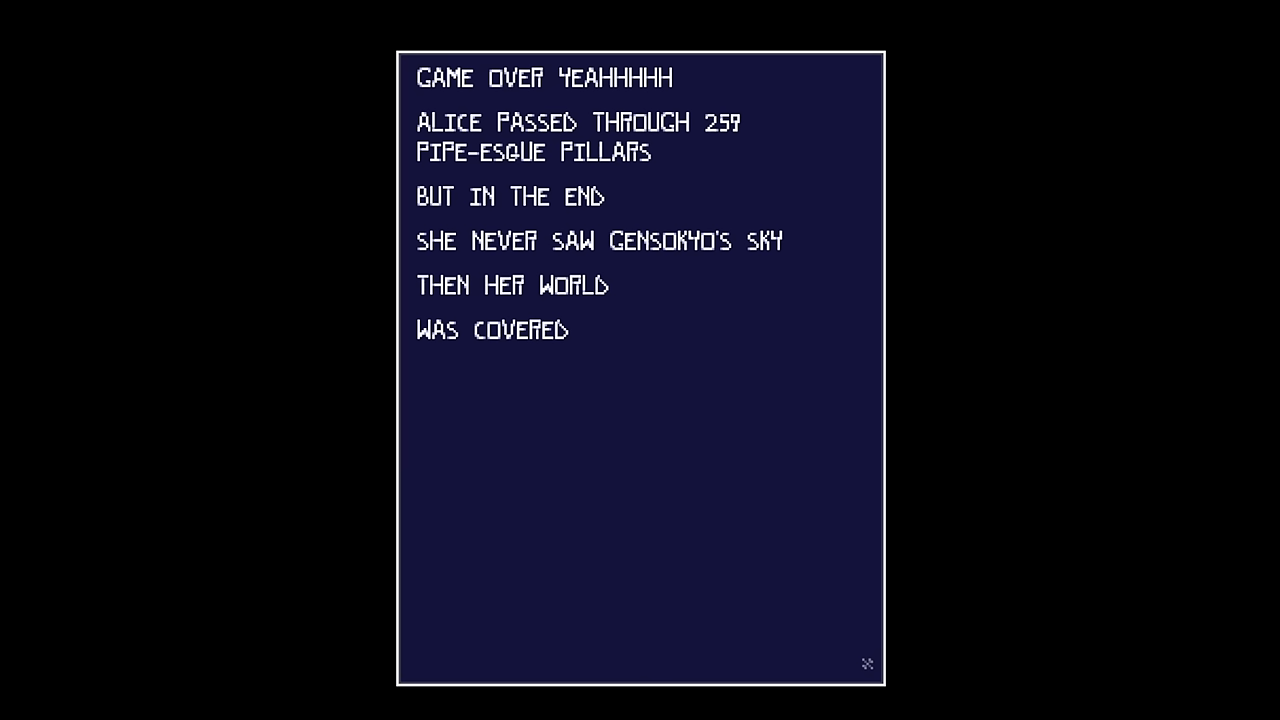 GAME OVER YEAHHHHH
ALICE PASSED THROUGH 259
PIPE-ESQUE PILLARS
BUT IN THE END
SHE NEVER SAW GENSOKYO'S SKY
THEN HER WORLD
WAS COVERED